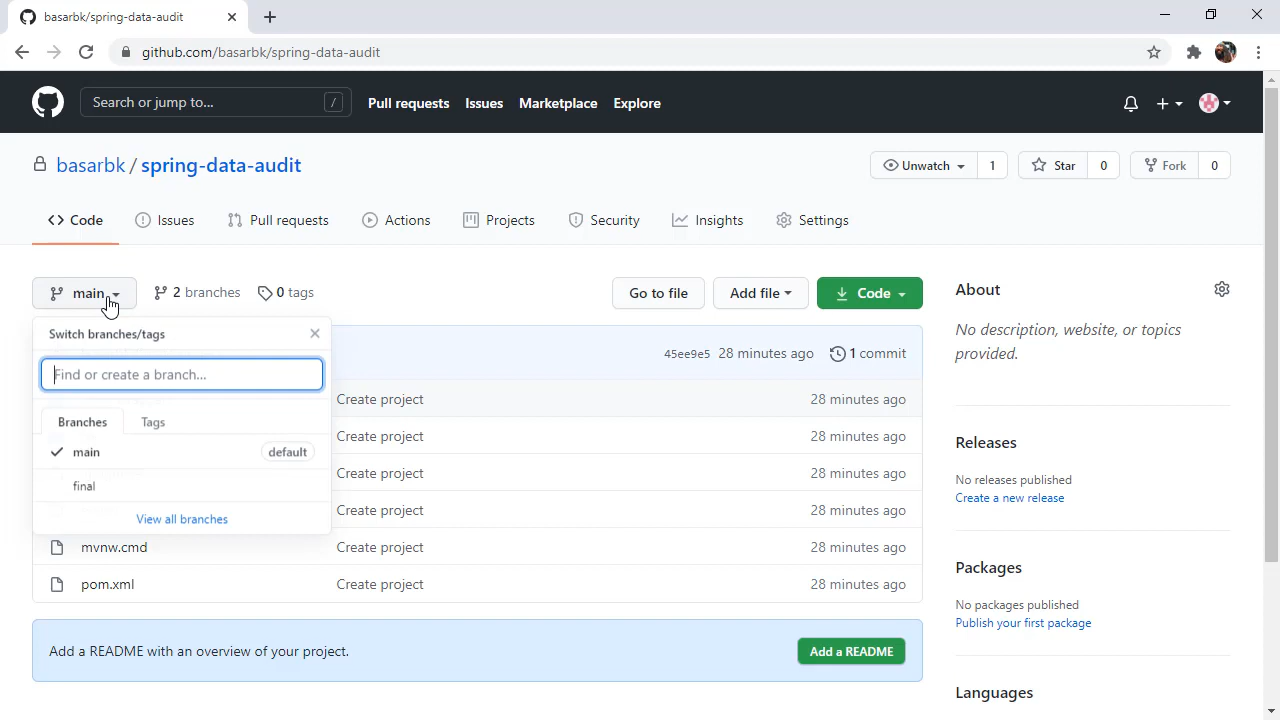 basarbk/spring-data-audit
github.com/basarbk/spring-data-audit
Search or jump to... /
Pull requests Issues Marketplace Explore
basarbk / spring-data-audit
Unwatch 1 Star 0 Fork 0
Code Issues Pull requests Actions Projects Security Insights Settings
main 2 branches 0 tags Go to file Add file Code
Switch branches/tags
Find or create a branch...
Branches Tags
main default
final
View all branches
45ee9e5 28 minutes ago 1 commit
Create project 28 minutes ago
Create project 28 minutes ago
Create project 28 minutes ago
Create project 28 minutes ago
mvnw.cmd Create project 28 minutes ago
pom.xml Create project 28 minutes ago
Add a README with an overview of your project. Add a README
About
No description, website, or topics
provided.
Releases
No releases published
Create a new release
Packages
No packages published
Publish your first package
Languages